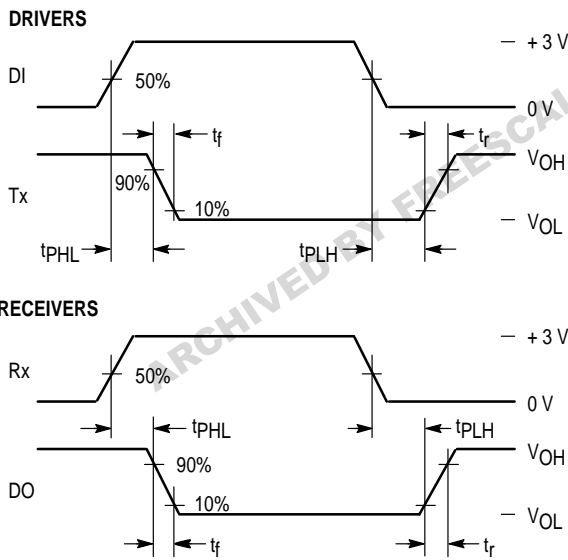 DRIVERS
DI
50%
+ 3 V
0 V
tf
tr
Tx
90%
10%
VOH
VOL
tPHL
tPLH
ARCHIVED BY FREESCAL
RECEIVERS
Rx
50%
+ 3 V
0 V
tPHL
tPLH
DO
90%
10%
VOH
VOL
tf
tr